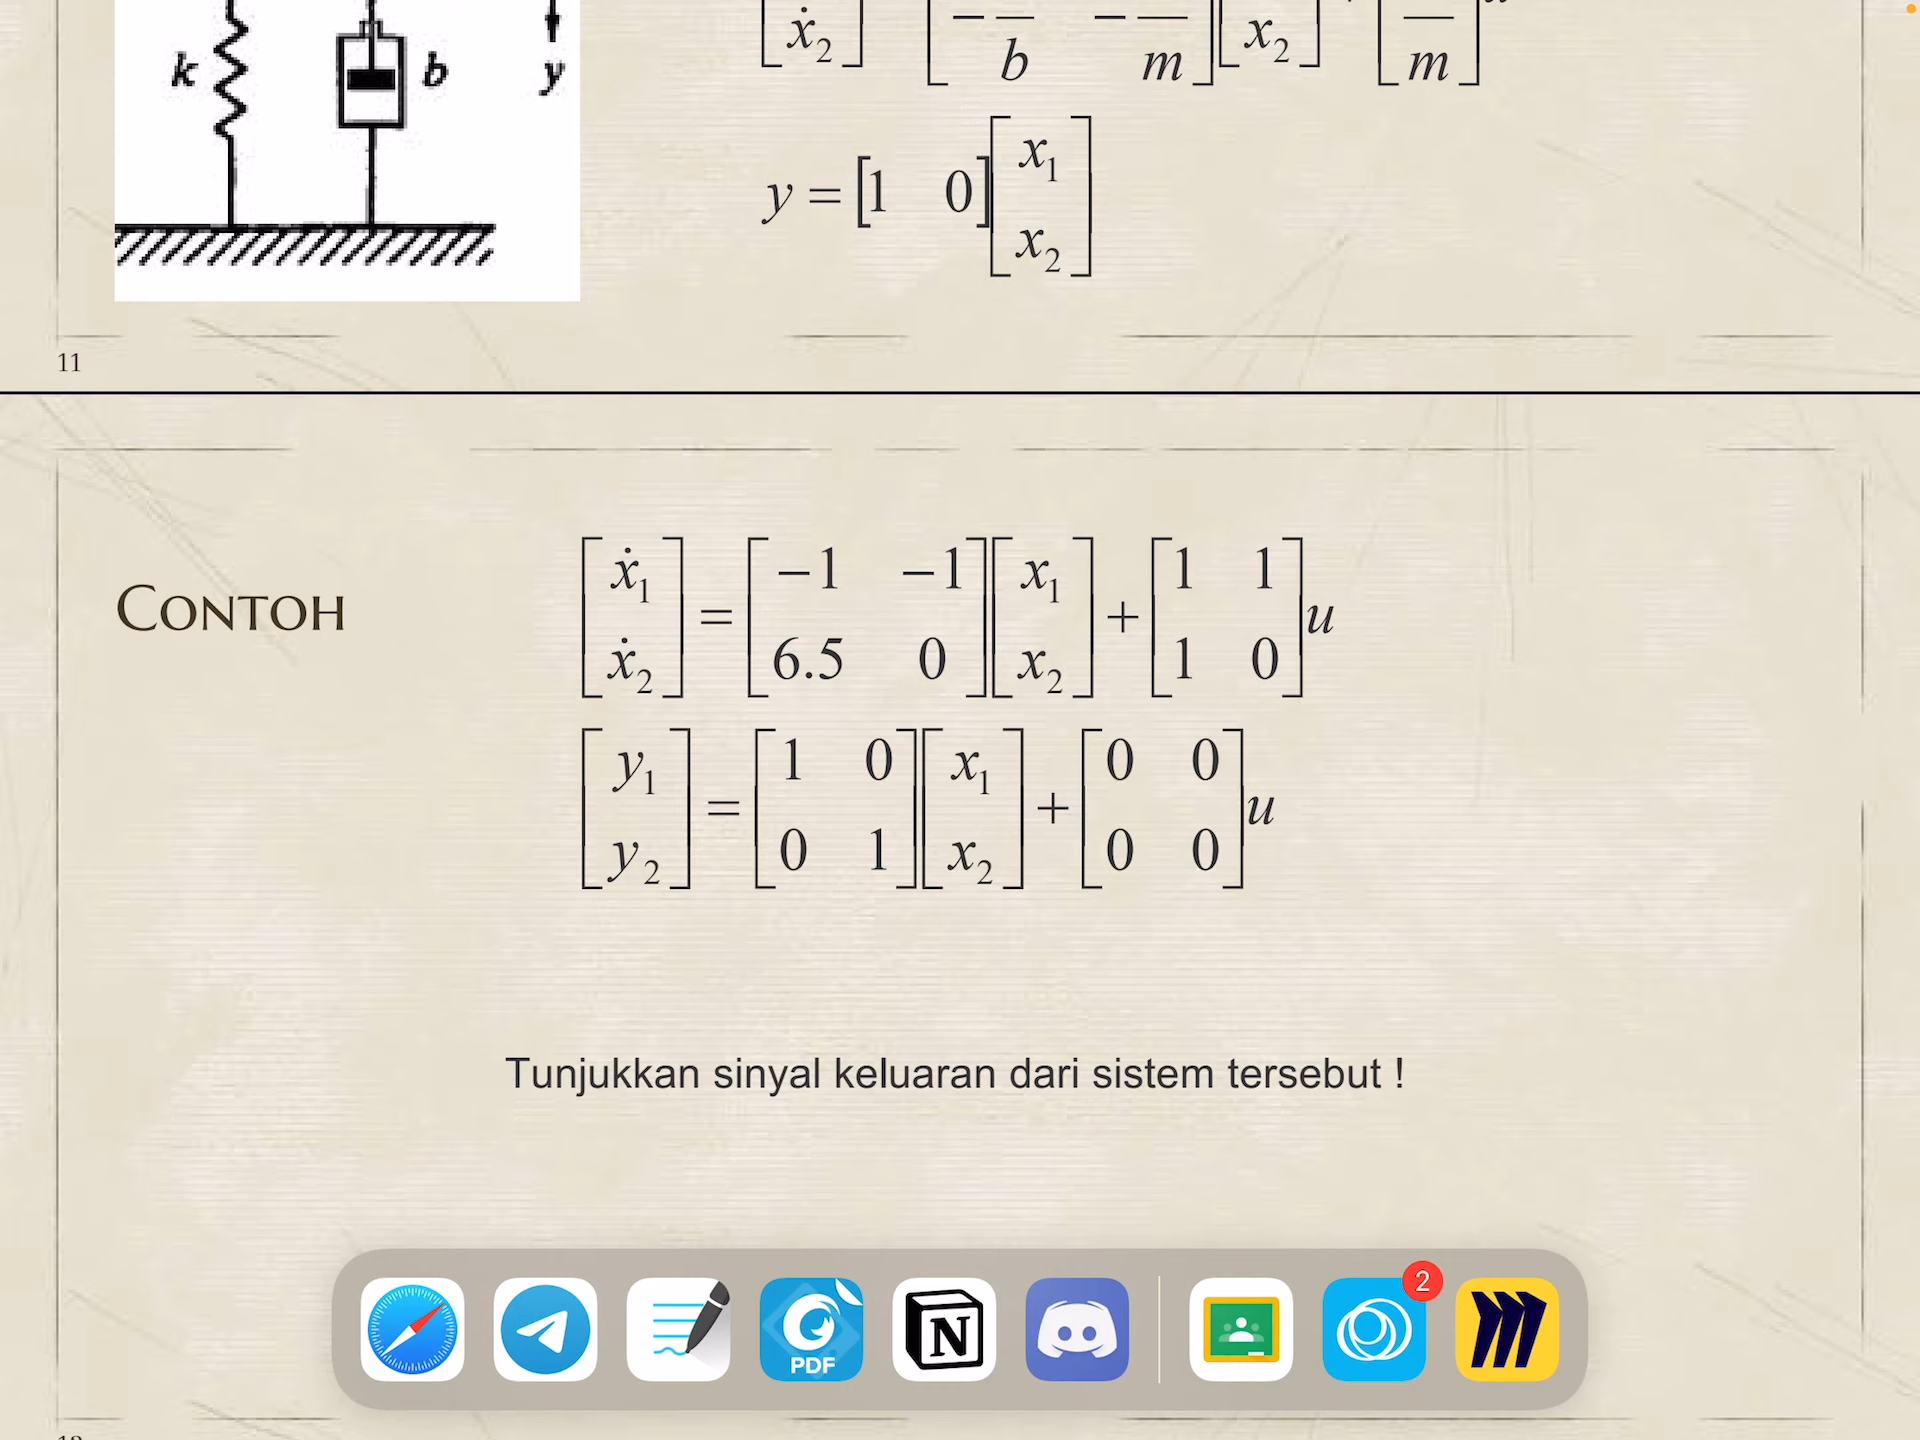 ẋ₂ − b − m x₂ m
k b y
y = [1 0] [x₁ x₂]
11
CONTOH
[ẋ₁ ẋ₂] = [−1 −1 6.5 0] [x₁ x₂] + [1 1 1 0] u
[y₁ y₂] = [1 0 0 1] [x₁ x₂] + [0 0 0 0] u
Tunjukkan sinyal keluaran dari sistem tersebut !
2
PDF
N